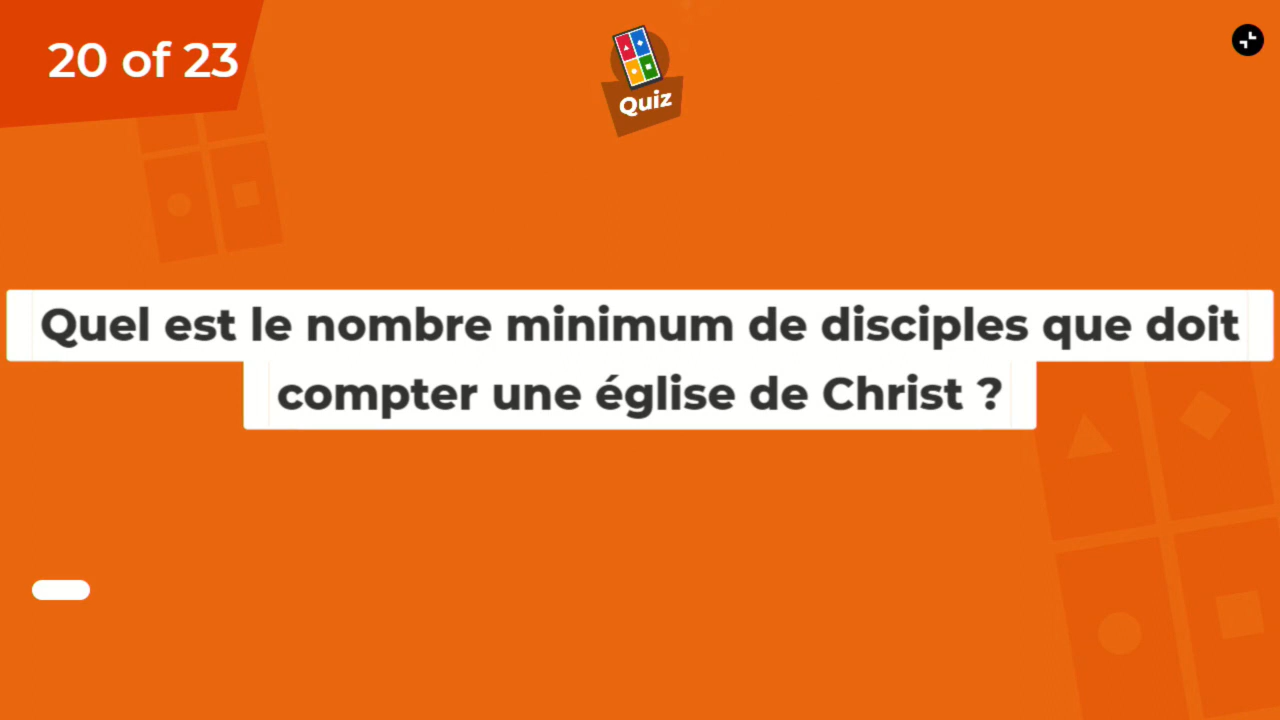 20 of 23
Quiz
Quel est le nombre minimum de disciples que doit
compter une église de Christ ?